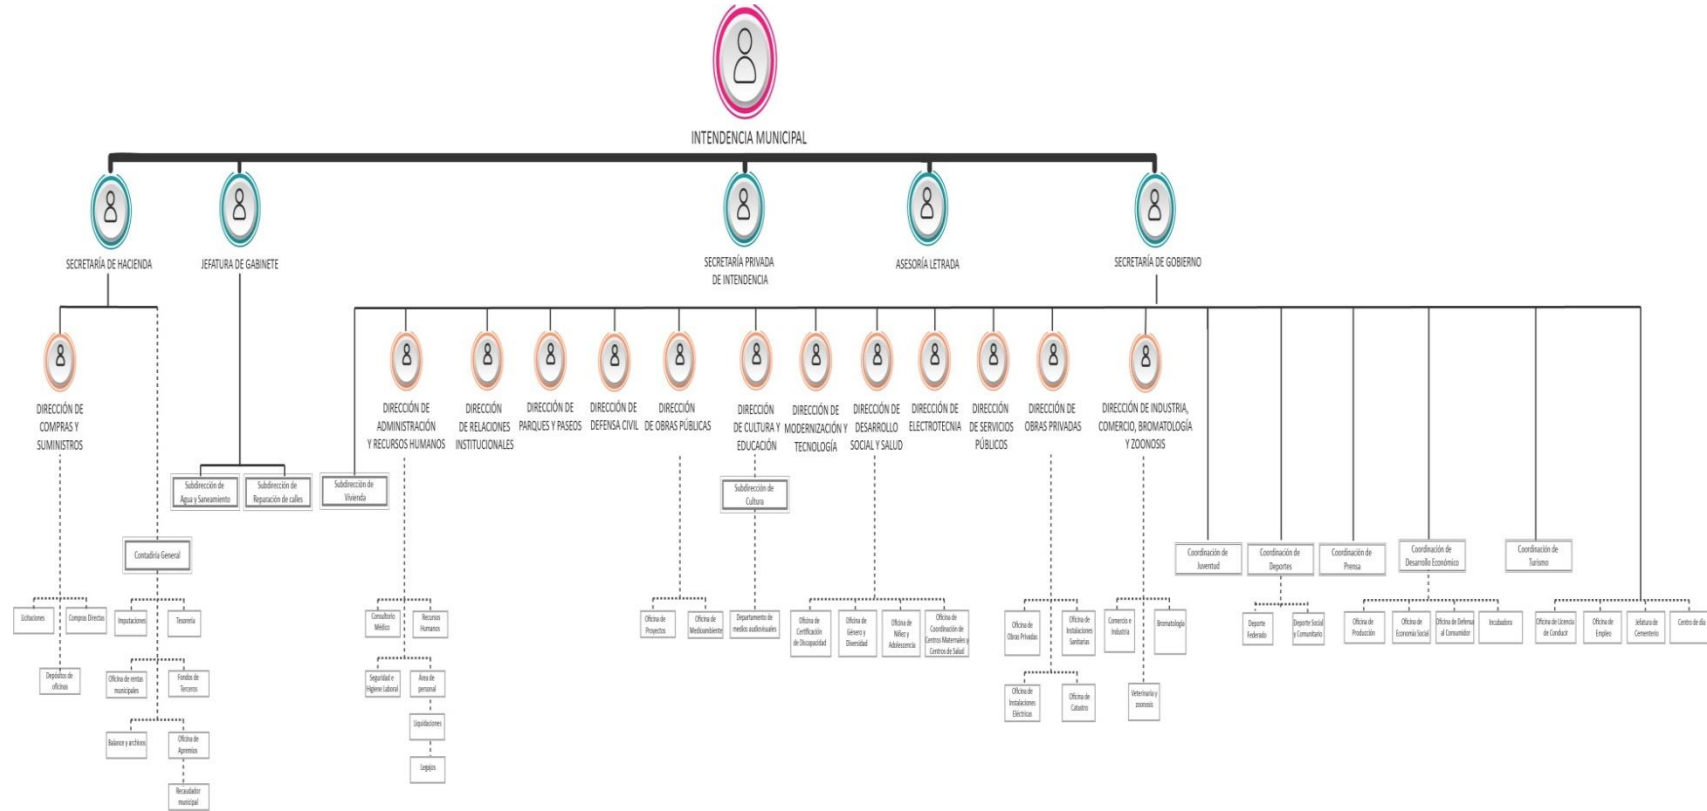 INTENDENCIA MUNICIPAL
SECRETARÍA DE HACIENDA
JEFATURA DE GABINETE
SECRETARÍA PRIVADA
DE INTENDENCIA
ASESORÍA LETRADA
SECRETARÍA DE GOBIERNO
DIRECCIÓN DE
COMPRAS Y
SUMINISTROS
DIRECCIÓN DE
ADMINISTRACIÓN
Y RECURSOS HUMANOS
DIRECCIÓN
DE RELACIONES
INSTITUCIONALES
DIRECCIÓN DE
PARQUES Y PASEOS
DIRECCIÓN DE
DEFENSA CIVIL
DIRECCIÓN
DE OBRAS PÚBLICAS
DIRECCIÓN
DE CULTURA Y
EDUCACIÓN
DIRECCIÓN DE
MODERNIZACIÓN Y
TECNOLOGÍA
DIRECCIÓN DE
DESARROLLO
SOCIAL Y SALUD
DIRECCIÓN DE
ELECTROTECNIA
DIRECCIÓN
DE SERVICIOS
PÚBLICOS
DIRECCIÓN DE
OBRAS PRIVADAS
DIRECCIÓN DE INDUSTRIA,
COMERCIO, BROMATOLOGÍA
Y ZOONOSIS
Subdirección de
Agua y Saneamiento
Subdirección de
Reparación de calles
Subdirección de
Vivienda
Subdirección de
Cultura
Contaduría General
Coordinación de
Juventud
Coordinación de
Deportes
Coordinación de
Prensa
Coordinación de
Desarrollo Económico
Coordinación de
Turismo
Licitaciones
Compras Directas
Imputaciones
Tesorería
Consultorio
Médico
Recursos
Humanos
Oficina de
Proyectos
Oficina de
Medioambiente
Departamento de
medios audiovisuales
Oficina de
Certificación
de Discapacidad
Oficina de
Género y
Diversidad
Oficina de
Niñez y
Adolescencia
Oficina de
Coordinación de
Centros Maternales y
Centros de Salud
Oficina de
Obras Privadas
Oficina de
Instalaciones
Sanitarias
Comercio e
Industria
Bromatología
Deporte
Federado
Deporte Social
y Comunitario
Oficina de
Producción
Oficina de
Economía Social
Oficina de Defensa
al Consumidor
Incubadora
Oficina de Licencia
de Conducir
Oficina de
Empleo
Jefatura de
Cementerio
Centro de día
Depósitos de
oficinas
Oficina de rentas
municipales
Fondos de
Terceros
Seguridad e
Higiene Laboral
Area de
personal
Oficina de
Instalaciones
Eléctricas
Oficina de
Catastro
Veterinaria y
zoonosis
Liquidaciones
Balance y archivos
Oficina de
Apremios
Legajos
Recaudador
municipal